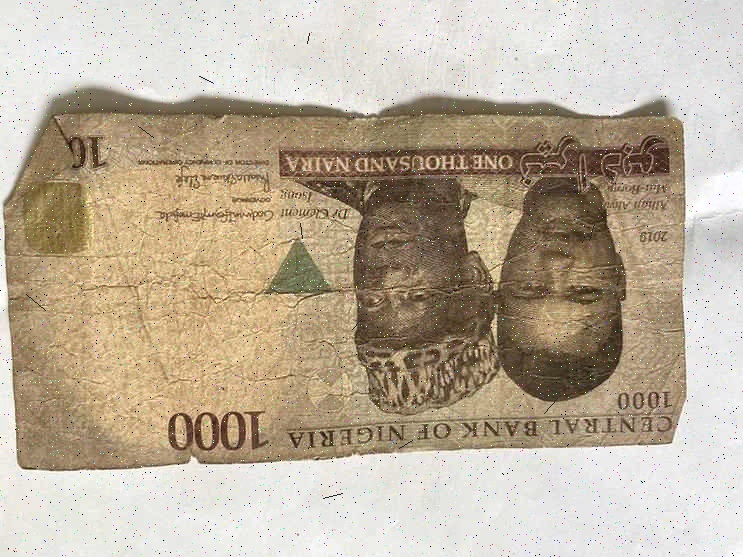 CENTRAL BANK OF NIGERIA
1000
1000
2019
Alhaji Aliyu
Mai-Bornu
Dr Clement
Isong
GOVERNOR
DIRECTOR OF CURRENCY OPERATIONS
ONE THOUSAND NAIRA
10